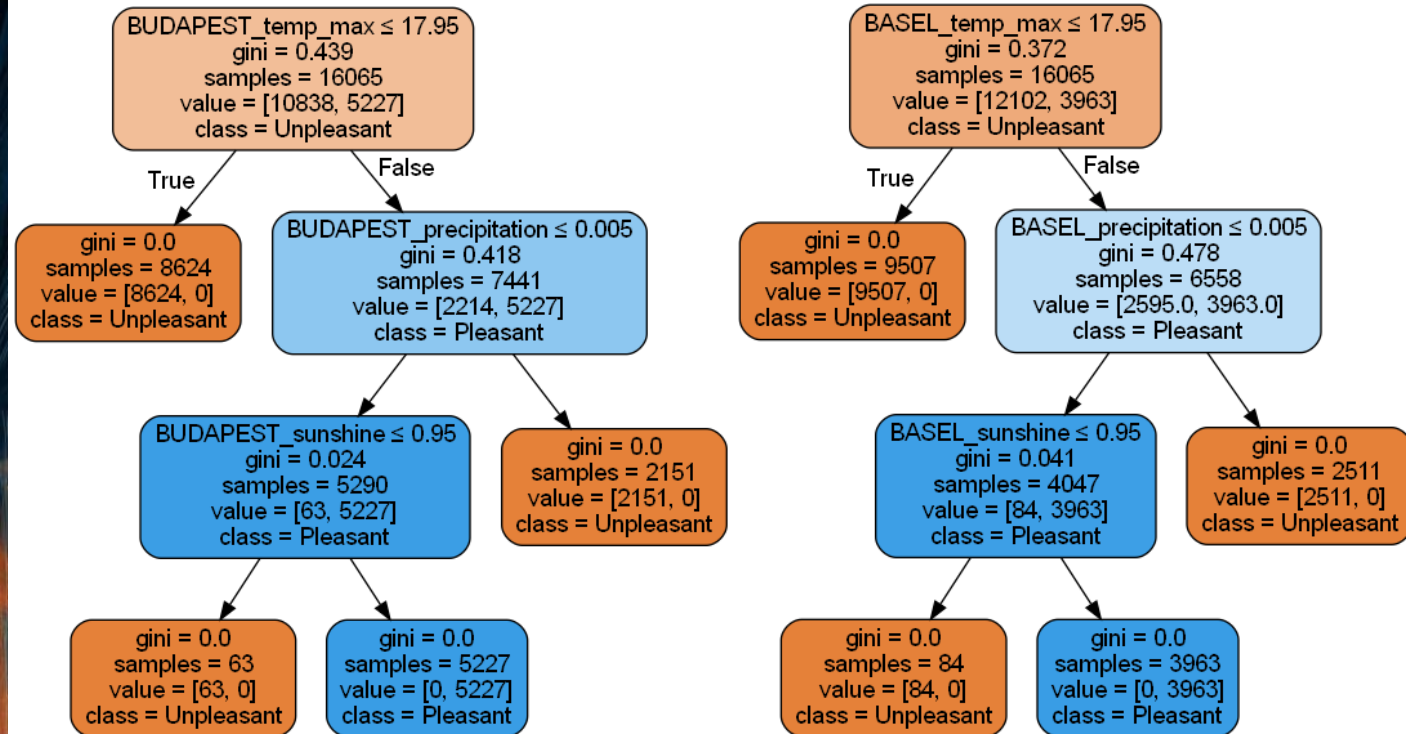 BUDAPEST_temp_max ≤ 17.95
gini = 0.439
samples = 16065
value = [10838, 5227]
class = Unpleasant
True
False
gini = 0.0
samples = 8624
value = [8624, 0]
class = Unpleasant
BUDAPEST_precipitation ≤ 0.005
gini = 0.418
samples = 7441
value = [2214, 5227]
class = Pleasant
BUDAPEST_sunshine ≤ 0.95
gini = 0.024
samples = 5290
value = [63, 5227]
class = Pleasant
gini = 0.0
samples = 2151
value = [2151, 0]
class = Unpleasant
gini = 0.0
samples = 63
value = [63, 0]
class = Unpleasant
gini = 0.0
samples = 5227
value = [0, 5227]
class = Pleasant
BASEL_temp_max ≤ 17.95
gini = 0.372
samples = 16065
value = [12102, 3963]
class = Unpleasant
True
False
gini = 0.0
samples = 9507
value = [9507, 0]
class = Unpleasant
BASEL_precipitation ≤ 0.005
gini = 0.478
samples = 6558
value = [2595.0, 3963.0]
class = Pleasant
BASEL_sunshine ≤ 0.95
gini = 0.041
samples = 4047
value = [84, 3963]
class = Pleasant
gini = 0.0
samples = 2511
value = [2511, 0]
class = Unpleasant
gini = 0.0
samples = 84
value = [84, 0]
class = Unpleasant
gini = 0.0
samples = 3963
value = [0, 3963]
class = Pleasant